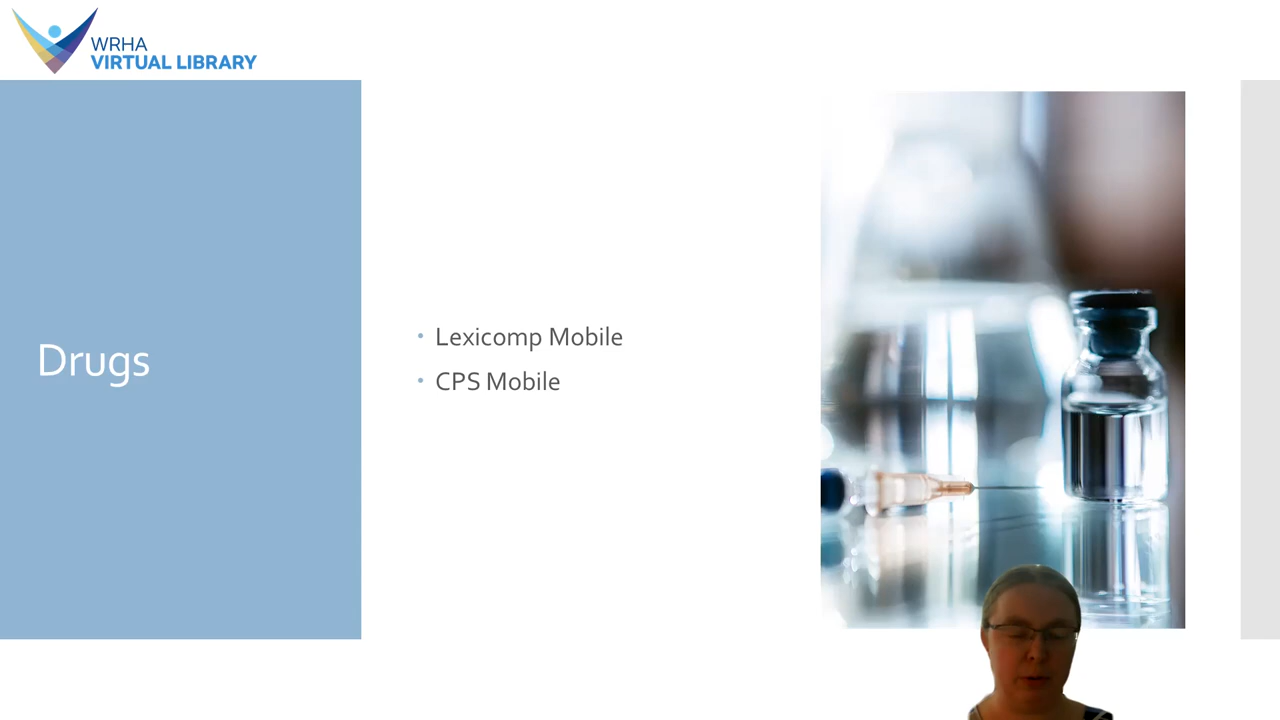 WRHA
VIRTUAL LIBRARY
Drugs
• Lexicomp Mobile
• CPS Mobile